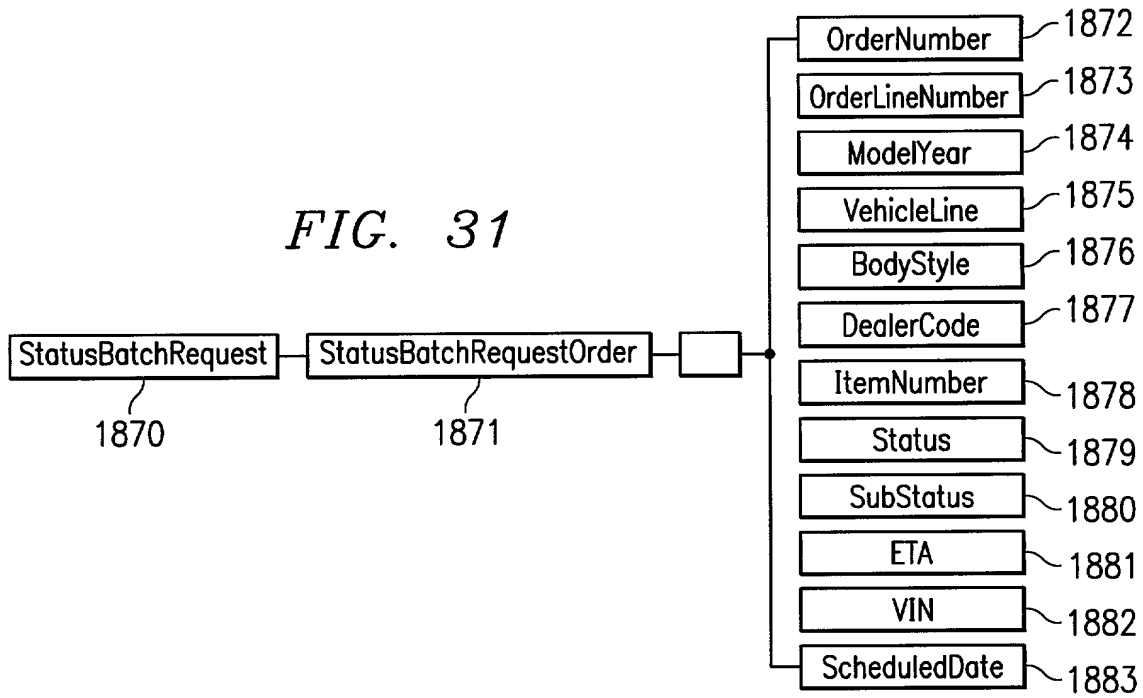 OrderNumber 1872
OrderLineNumber 1873
ModelYear 1874
VehicleLine 1875
FIG. 31
BodyStyle 1876
DealerCode 1877
StatusBatchRequest StatusBatchRequestOrder
ItemNumber 1878
1870 1871
Status 1879
SubStatus 1880
ETA 1881
VIN 1882
ScheduledDate 1883